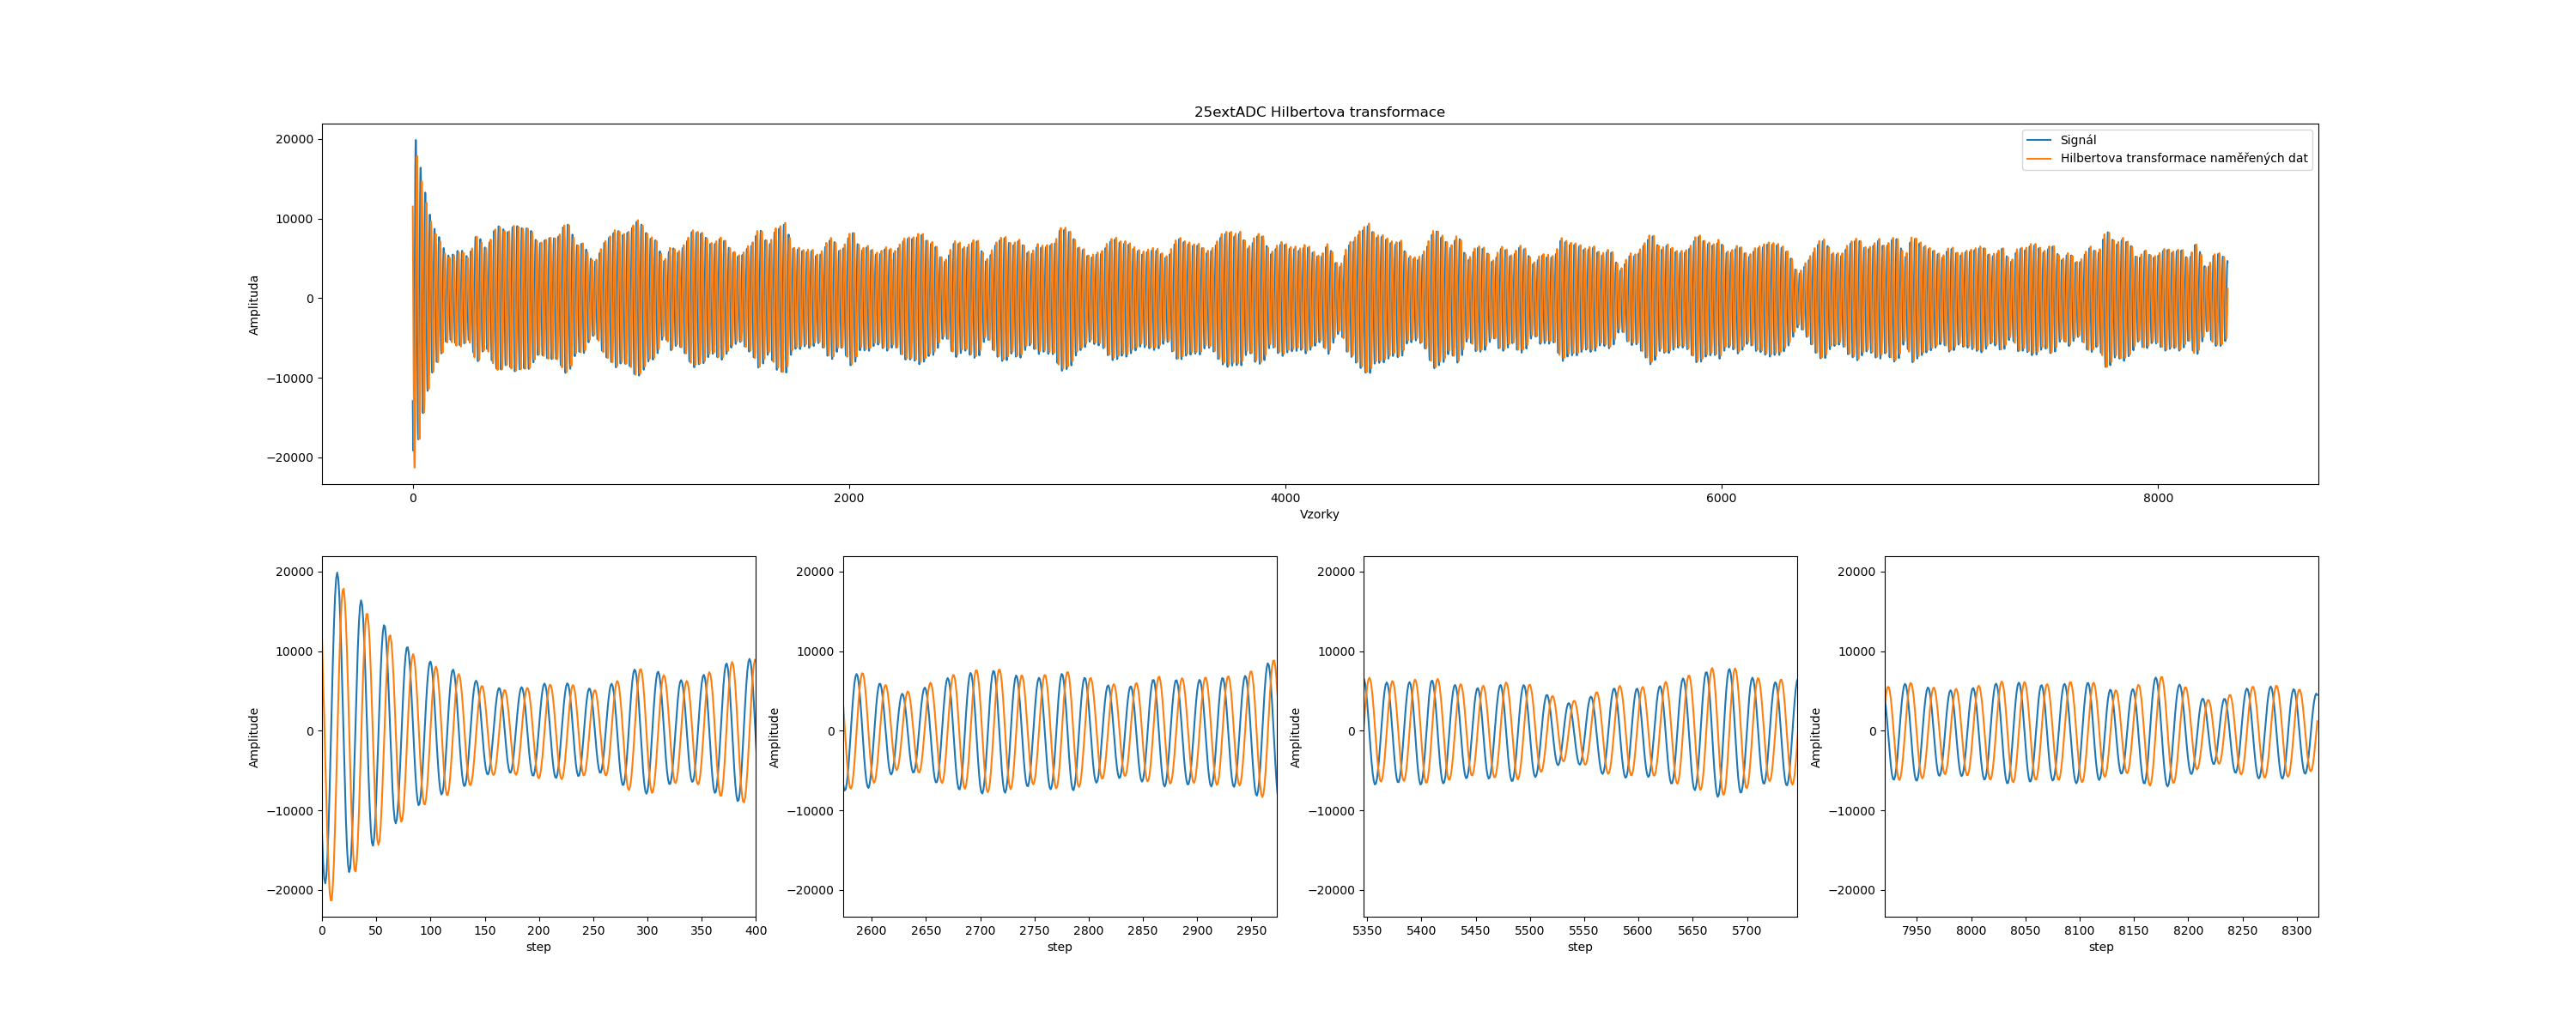 25extADC Hilbertova transformace
Signál
Hilbertova transformace naměřených dat
Amplituda
20000
10000
0
−10000
−20000
0 2000 4000 6000 8000
Vzorky
Amplitude
20000
10000
0
−10000
−20000
0 50 100 150 200 250 300 350 400
step
Amplitude
20000
10000
0
−10000
−20000
2600 2650 2700 2750 2800 2850 2900 2950
step
Amplitude
20000
10000
0
−10000
−20000
5350 5400 5450 5500 5550 5600 5650 5700
step
Amplitude
20000
10000
0
−10000
−20000
7950 8000 8050 8100 8150 8200 8250 8300
step